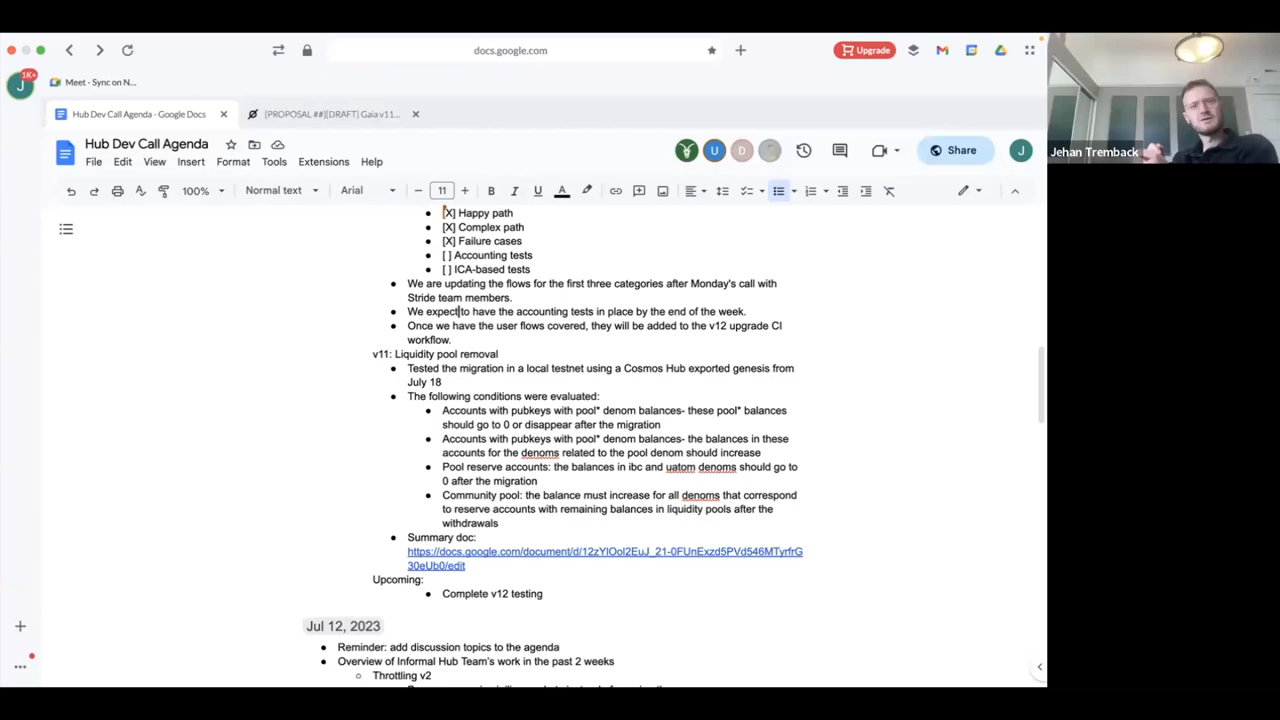 docs.google.com
Upgrade
1K+
J
Meet - Sync on N...
Hub Dev Call Agenda - Google Docs
[PROPOSAL ##][DRAFT] Gaia v11...
Hub Dev Call Agenda
File Edit View Insert Format Tools Extensions Help
U D Share J
100% Normal text Arial 11 B I U A
[X] Happy path
[X] Complex path
[X] Failure cases
[ ] Accounting tests
[ ] ICA-based tests
We are updating the flows for the first three categories after Monday's call with
Stride team members.
We expect to have the accounting tests in place by the end of the week.
Once we have the user flows covered, they will be added to the v12 upgrade CI
workflow.
v11: Liquidity pool removal
Tested the migration in a local testnet using a Cosmos Hub exported genesis from
July 18
The following conditions were evaluated:
Accounts with pubkeys with pool* denom balances- these pool* balances
should go to 0 or disappear after the migration
Accounts with pubkeys with pool* denom balances- the balances in these
accounts for the denoms related to the pool denom should increase
Pool reserve accounts: the balances in ibc and uatom denoms should go to
0 after the migration
Community pool: the balance must increase for all denoms that correspond
to reserve accounts with remaining balances in liquidity pools after the
withdrawals
Summary doc:
https://docs.google.com/document/d/12zYlOol2EuJ_21-0FUnExzd5PVd546MTyrfrG
30eUb0/edit
Upcoming:
Complete v12 testing
Jul 12, 2023
Reminder: add discussion topics to the agenda
Overview of Informal Hub Team's work in the past 2 weeks
Throttling v2
Jehan Tremback